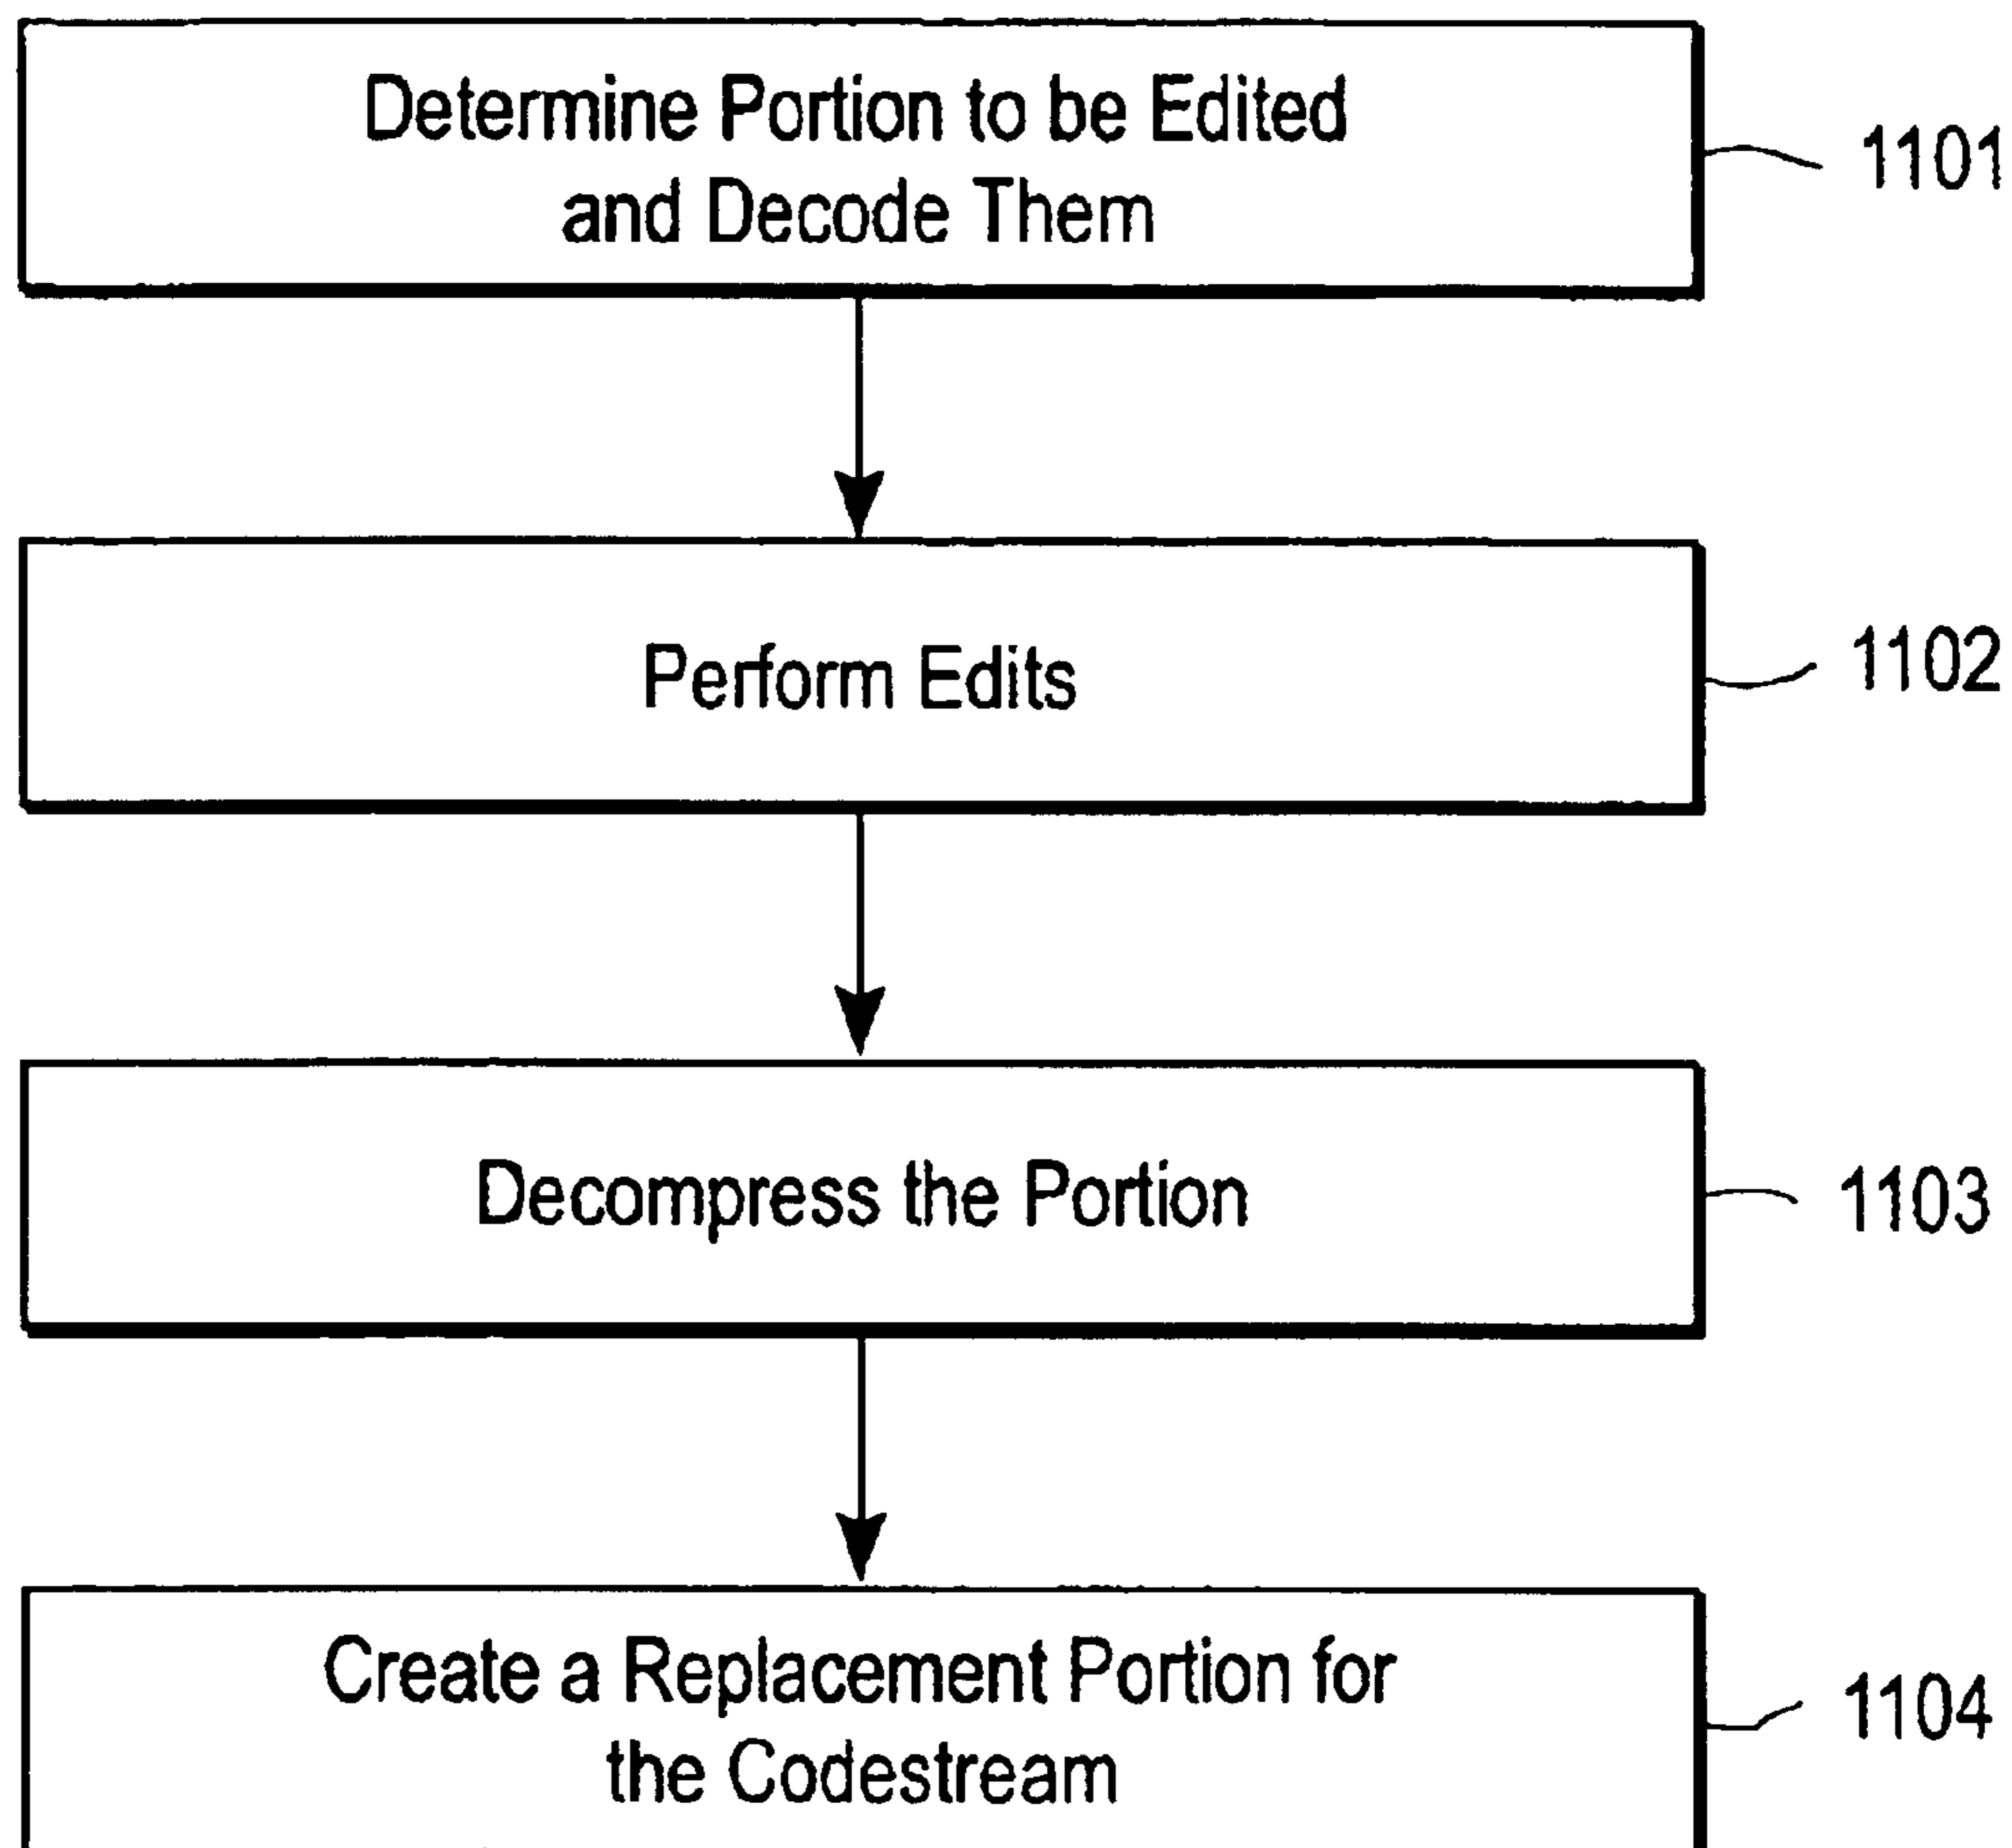 Determine Portion to be Edited
and Decode Them
1101
Perform Edits
1102
Decompress the Portion
1103
Create a Replacement Portion for
the Codestream
1104